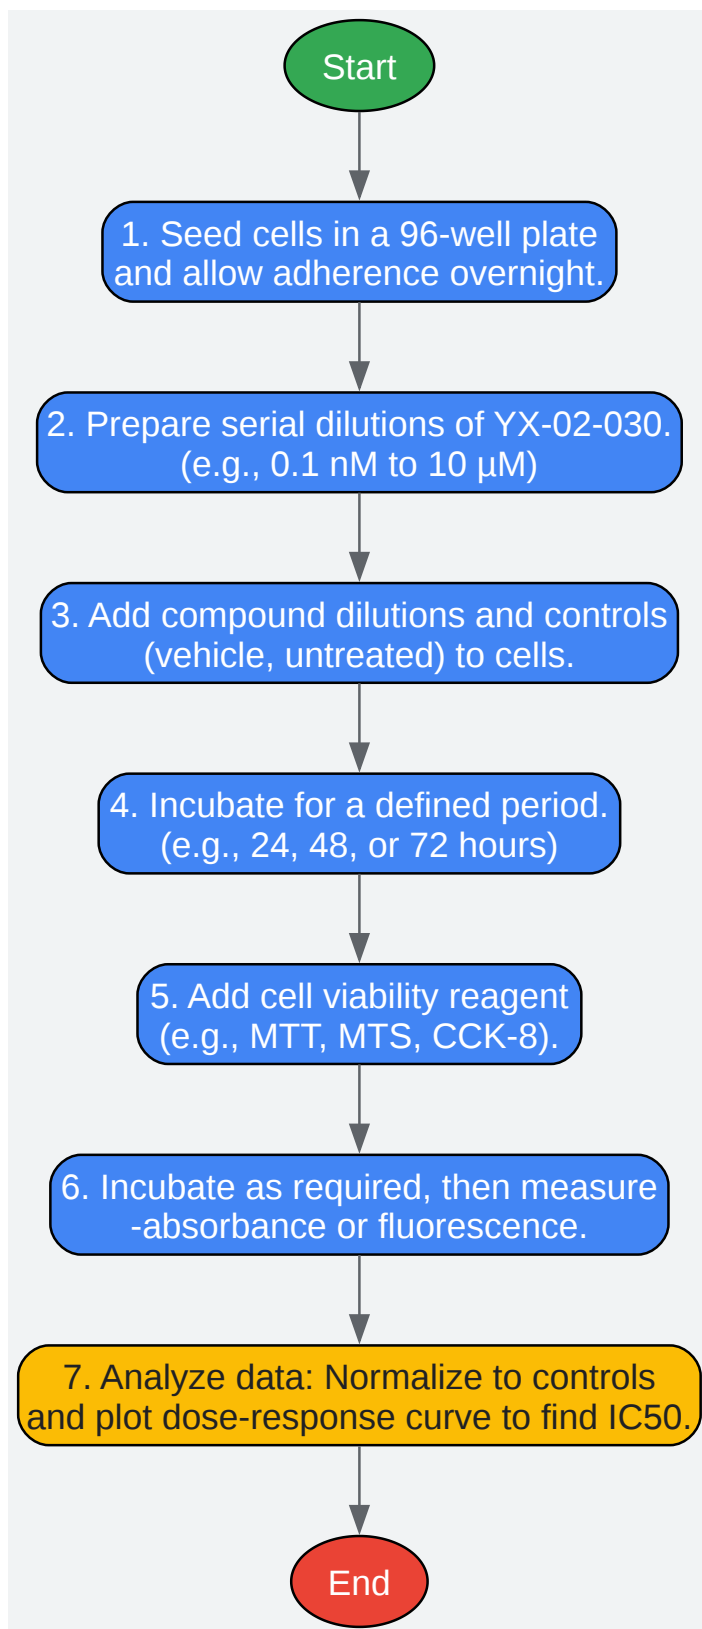 Start
1. Seed cells in a 96-well plate
and allow adherence overnight.
2. Prepare serial dilutions of YX-02-030.
(e.g., 0.1 nM to 10 µM)
3. Add compound dilutions and controls
(vehicle, untreated) to cells.
4. Incubate for a defined period.
(e.g., 24, 48, or 72 hours)
5. Add cell viability reagent
(e.g., MTT, MTS, CCK-8).
6. Incubate as required, then measure
-absorbance or fluorescence.
7. Analyze data: Normalize to controls
and plot dose-response curve to find IC50.
End